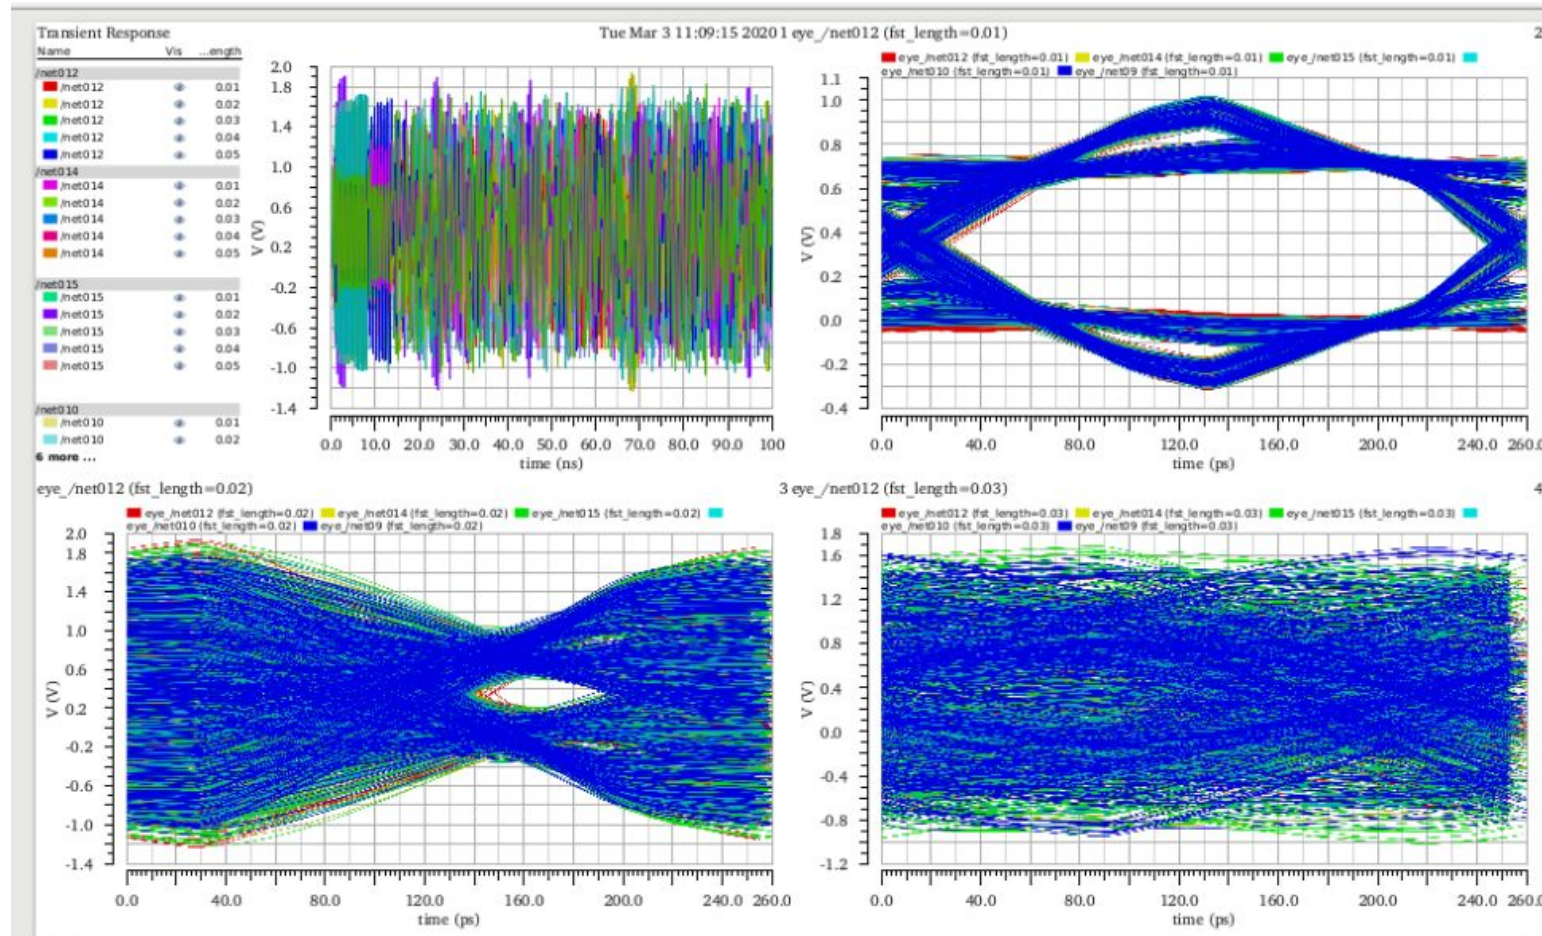 Transient Response
Tue Mar 3 11:09:15 2020 1 eye_/net012 (fst_length=0.01)
2
Name Vis ...ength
/net012
/net012 0.01
/net012 0.02
/net012 0.03
/net012 0.04
/net012 0.05
/net014
/net014 0.01
/net014 0.02
/net014 0.03
/net014 0.04
/net014 0.05
/net015
/net015 0.01
/net015 0.02
/net015 0.03
/net015 0.04
/net015 0.05
/net010
/net010 0.01
/net010 0.02
6 more ...
V (V)
2.0
1.8
1.4
1.0
0.6
0.2
-0.2
-0.6
-1.0
-1.4
0.0 10.0 20.0 30.0 40.0 50.0 60.0 70.0 80.0 90.0 100
time (ns)
eye_/net012 (fst_length=0.01) eye_/net014 (fst_length=0.01) eye_/net015 (fst_length=0.01)
eye_/net010 (fst_length=0.01) eye_/net09 (fst_length=0.01)
V (V)
1.1
1.0
0.8
0.6
0.4
0.2
0.0
-0.2
-0.4
0.0 40.0 80.0 120.0 160.0 200.0 260.0
time (ps)
eye_/net012 (fst_length=0.02)
eye_/net012 (fst_length=0.02) eye_/net014 (fst_length=0.02) eye_/net015 (fst_length=0.02)
eye_/net010 (fst_length=0.02) eye_/net09 (fst_length=0.02)
V (V)
2.0
1.8
1.4
1.0
0.6
0.2
-0.2
-0.6
-1.0
-1.4
0.0 40.0 80.0 120.0 160.0 200.0 240.0 260.0
time (ps)
3 eye_/net012 (fst_length=0.03)
4
eye_/net012 (fst_length=0.03) eye_/net014 (fst_length=0.03) eye_/net015 (fst_length=0.03)
eye_/net010 (fst_length=0.03) eye_/net09 (fst_length=0.03)
V (V)
1.8
1.6
1.2
0.8
0.4
0.0
-0.4
-0.8
-1.2
0.0 40.0 80.0 120.0 160.0 200.0 240.0 260.0
time (ps)